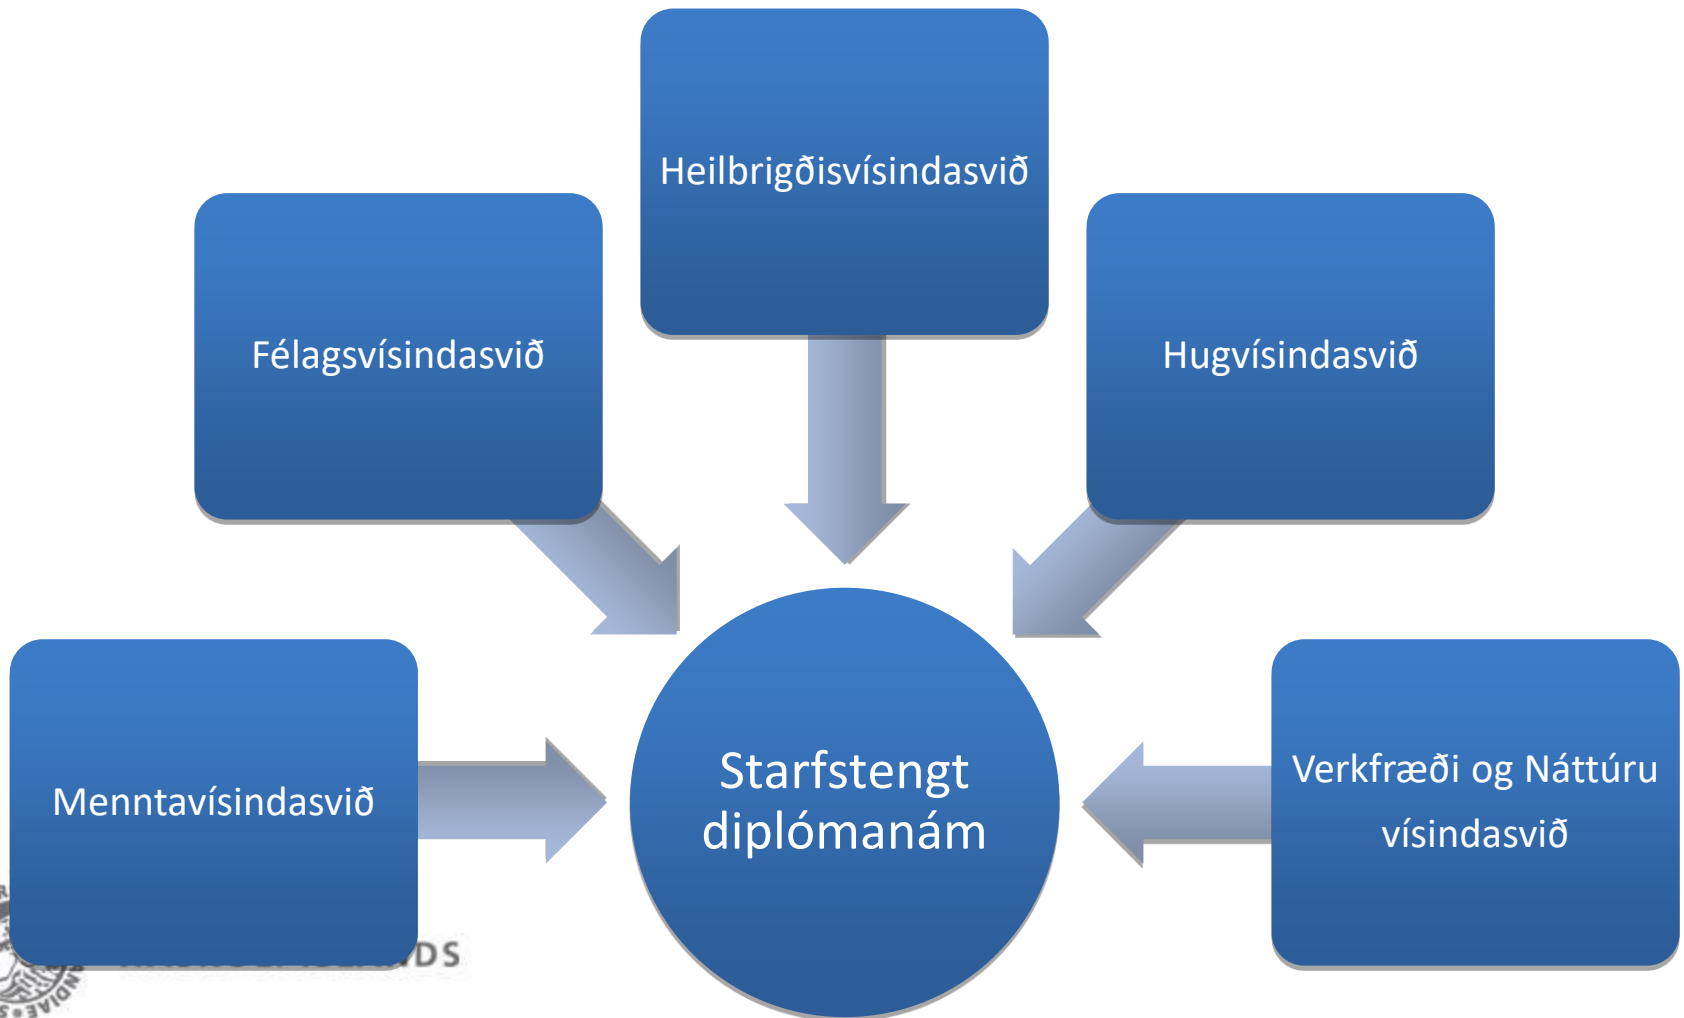 Heilbrigðisvísindasvið
Félagsvísindasvið
Hugvísindasvið
Menntavísindasvið
Starfstengt
diplómanám
Verkfræði og Náttúru
vísindasvið